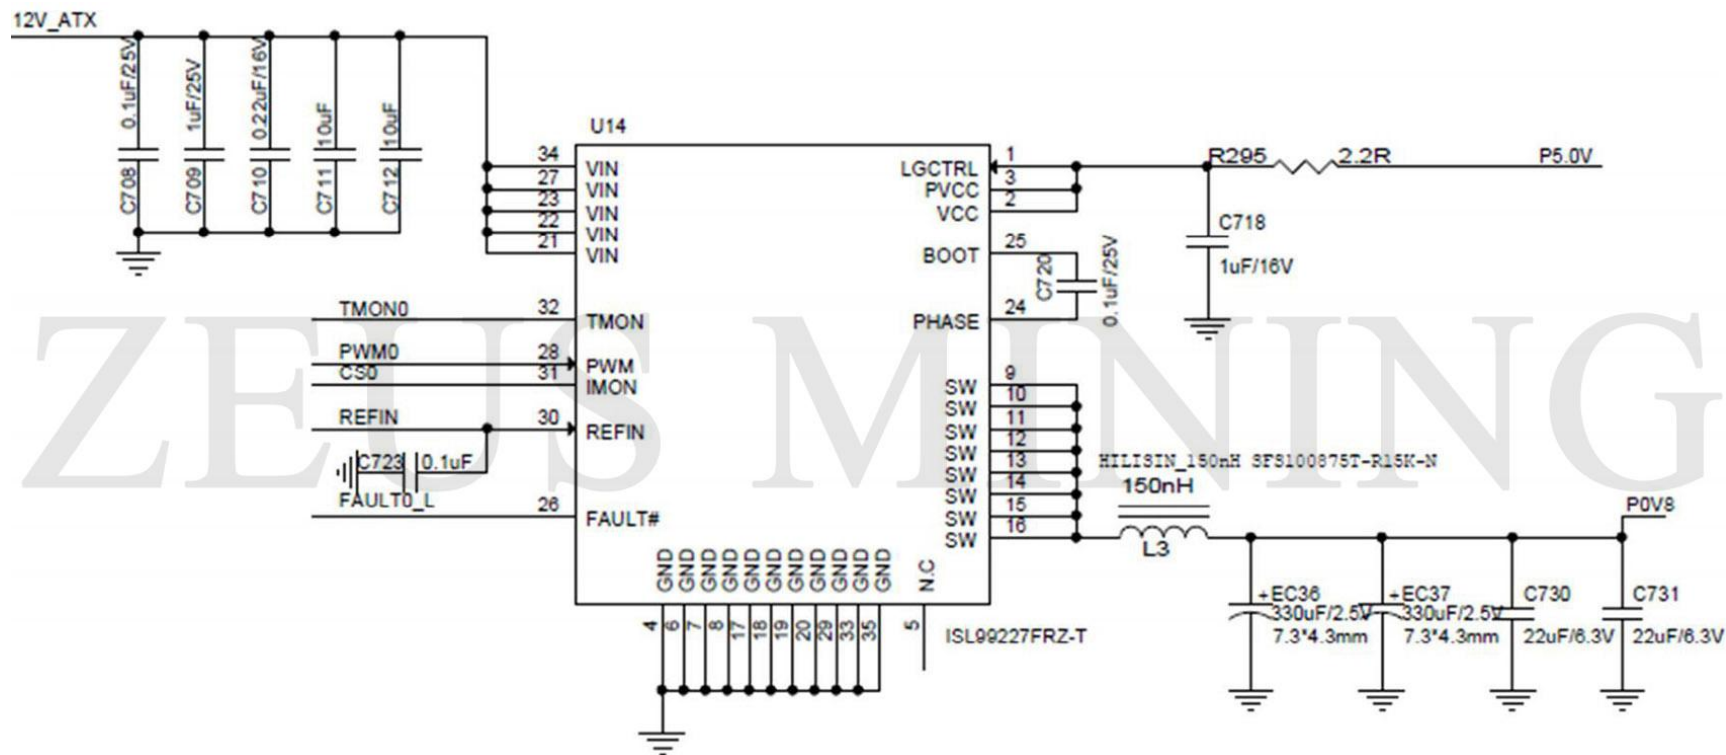 12V_ATX
0.1uF/25V
1uF/25V
0.22uF/16V
10uF
10uF
C708
C709
C710
C711
C712
U14
34 VIN
27 VIN
23 VIN
22 VIN
21 VIN
TMON0 32 TMON
PWM0 28 PWM
CS0 31 IMON
REFIN 30 REFIN
C723 0.1uF
FAULT0_L 26 FAULT#
LGCTRL 1
PVCC 3
VCC 2
BOOT 25
PHASE 24
SW 9
SW 10
SW 11
SW 12
SW 13
SW 14
SW 15
SW 16
R295 2.2R P5.0V
C718
1uF/16V
C720
0.1uF/25V
HILISIN_150nH SFS100875T-R15K-N
150nH
L3
P0V8
+EC36
330uF/2.5V
7.3*4.3mm
+EC37
330uF/2.5V
7.3*4.3mm
C730
22uF/6.3V
C731
22uF/6.3V
GND GND GND GND GND GND GND GND GND GND GND
N.C
4 6 7 8 17 18 19 20 29 33 35 5
ISL99227FRZ-T
ZEUS MINING